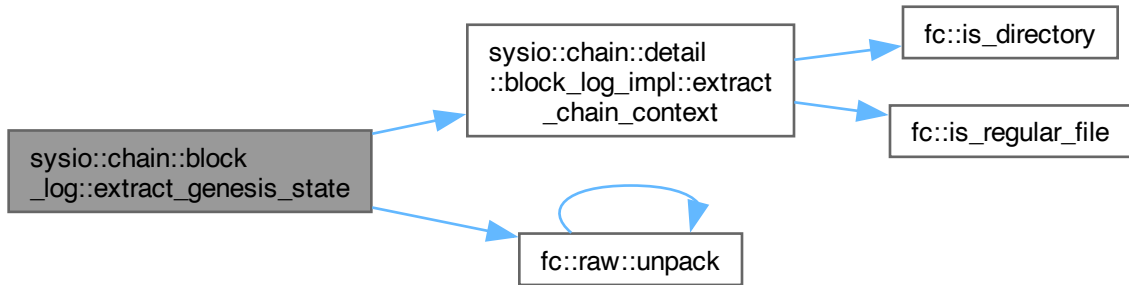 sysio::chain::block
_log::extract_genesis_state
sysio::chain::detail
::block_log_impl::extract
_chain_context
fc::is_directory
fc::is_regular_file
fc::raw::unpack